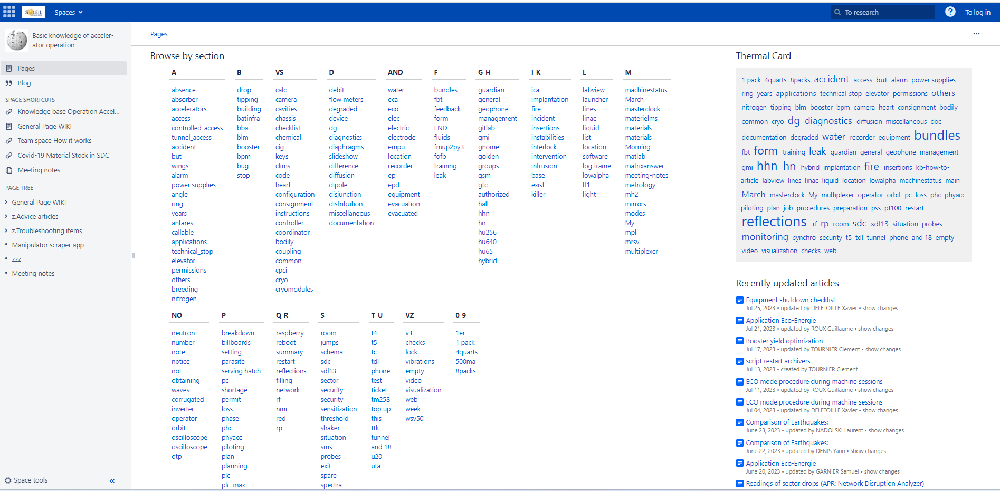 SOLEIL
Spaces
To research
To log in
Basic knowledge of acceler-
ator operation
Pages
Blog
SPACE SHORTCUTS
Knowledge base Operation Accel...
General Page WIKI
Team space How it works
Covid-19 Material Stock in SDC
Meeting notes
PAGE TREE
General Page WIKI
z.Advice articles
z.Troubleshooting items
Manipulator scraper app
zzz
Meeting notes
Space tools
Pages
Browse by section
A
absence
absorber
accelerators
access
controlled_access
tunnel_access
accident
but
wings
alarm
power supplies
angle
ring
years
antares
callable
applications
technical_stop
elevator
permissions
others
breeding
nitrogen
B
drop
tipping
building
batinfra
bba
blm
booster
bpm
bug
stop
VS
calc
camera
cavities
chassis
checklist
chemical
cig
keys
clims
code
heart
configuration
consignment
instructions
controller
coordinator
bodily
coupling
common
cpci
cryo
cryomodules
D
debit
flow meters
degraded
device
dg
diagnostics
diaphragms
slideshow
difference
diffusion
dipole
disjunction
distribution
miscellaneous
documentation
AND
water
eca
eco
elec
electric
electrode
empu
location
recorder
ep
epd
equipment
evacuation
evacuated
F
bundles
fbt
feedback
form
END
fluids
fmup2py3
fofb
training
leak
G-H
guardian
general
geophone
management
gitlab
gmi
gnome
golden
groups
gsm
gtc
authorized
hall
hhn
hn
hu256
hu640
hu65
hybrid
I-K
ica
implantation
fire
incident
insertions
instabilities
interlock
intervention
intrusion
base
exist
killer
L
labview
launcher
lines
linac
liquid
list
location
software
log frame
lowalpha
lt1
light
M
machinestatus
March
masterclock
materielms
materials
materials
Morning
matlab
matrixanswer
meeting-notes
metrology
mh2
mirrors
modes
My
mpl
mrsv
multiplexer
NO
neutron
number
note
notice
not
obtaining
waves
corrugated
inverter
operator
orbit
oscilloscope
oscilloscope
otp
P
breakdown
billboards
setting
parasite
serving hatch
pc
shortage
permit
loss
phase
phc
phyacc
piloting
plan
planning
plc
plc_max
Q-R
raspberry
reboot
summary
restart
reflections
filling
network
rf
nmr
red
rp
S
room
jumps
schema
sdc
sdl13
sector
security
security
sensitization
threshold
shaker
situation
sms
probes
exit
spare
spectra
T-U
t4
t5
tc
tdl
phone
test
ticket
tm258
top up
this
ttk
tunnel
and 18
u20
uta
VZ
v3
checks
lock
vibrations
empty
video
visualization
web
week
wsv50
0-9
1er
1 pack
4quarts
500ma
8packs
Thermal Card
1 pack 4quarts 8packs accident access but alarm power supplies
ring years applications technical_stop elevator permissions others
nitrogen tipping blm booster bpm camera heart consignment bodily
common cryo dg diagnostics diffusion miscellaneous doc
documentation degraded water recorder equipment bundles
fbt form training leak guardian general geophone management
gmi hhn hn hybrid implantation fire insertions kb-how-to-
article labview lines linac liquid location lowalpha machinestatus main
March masterclock My multiplexer operator orbit pc loss phc phyacc
piloting plan job procedures preparation pss pt100 restart
reflections rf rp room sdc sdl13 situation probes
monitoring synchro security t5 tdl tunnel phone and 18 empty
video visualization checks web
Recently updated articles
Equipment shutdown checklist
Jul 25, 2023 • updated by DELETOILLE Xavier • show changes
Application Eco-Energie
Jul 21, 2023 • updated by ROUX Guillaume • show changes
Booster yield optimization
Jul 17, 2023 • updated by TOURNIER Clement • show changes
script restart archivers
Jul 13, 2023 • created by TOURNIER Clement
ECO mode procedure during machine sessions
Jul 11, 2023 • updated by ROUX Guillaume • show changes
ECO mode procedure during machine sessions
Jul 04, 2023 • updated by DELETOILLE Xavier • show changes
Comparison of Earthquakes:
June 23, 2023 • updated by NADOLSKI Laurent • show changes
Comparison of Earthquakes:
June 22, 2023 • updated by DENIS Yann • show changes
Application Eco-Energie
June 20, 2023 • updated by GARNIER Samuel • show changes
Readings of sector drops (APR: Network Disruption Analyzer)